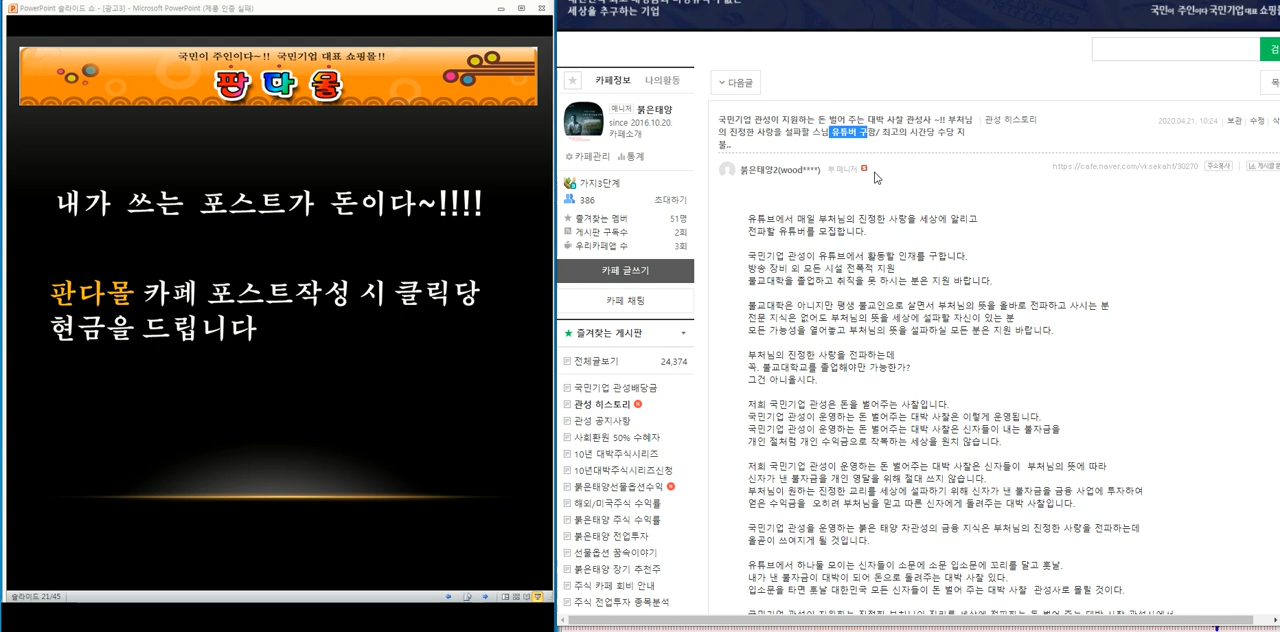 PowerPoint 슬라이드 쇼 - [광고3] - Microsoft PowerPoint (제품 인증 실패)
국민이 주인이다~!! 국민기업 대표 쇼핑몰!!
판다몰
내가 쓰는 포스트가 돈이다~!!!!
판다몰 카페 포스트작성 시 클릭당
현금을 드립니다
슬라이드 21/45
세상을 추구하는 기업
국민이 주인이다 국민기업대표 쇼핑몰
검
카페정보 나의활동
매니저 붉은태양
since 2016.10.20.
카페소개
카페관리 통계
가지3단계
386 초대하기
즐겨찾는 멤버 51명
게시판 구독수 2회
우리카페앱 수 3회
카페 글쓰기
카페 채팅
즐겨찾는 게시판
전체글보기 24,374
국민기업 관성배당금
관성 히스토리
관성 공지사항
사회환원 50% 수혜자
10년 대박주식시리즈
10년대박주식시리즈신청
붉은태양선물옵션수익
해외/미국주식 수익률
붉은태양 주식 수익률
붉은태양 전업투자
선물옵션 꿈속이야기
붉은태양 장기 추천주
주식 카페 회비 안내
주식 전업투자 종목분석
다음글
목
국민기업 관성이 지원하는 돈 벌어 주는 대박 사찰 관성사 ~!! 부처님 | 관성 히스토리
의 진정한 사랑을 설파할 스님 유튜버 구함/ 최고의 시간당 수당 지
불..
2020.04.21. 10:24 | 보관 | 수정 | 삭
붉은태양2(wood****) 부매니저
https://cafe.naver.com/vksekaht/30270 주소복사
유튜브에서 매일 부처님의 진정한 사랑을 세상에 알리고
전파할 유튜버를 모집합니다.
국민기업 관성이 유튜브에서 활동할 인재를 구합니다.
방송 장비 외 모든 시설 전폭적 지원
불교대학을 졸업하고 취직을 못 하시는 분은 지원 바랍니다.
불교대학은 아니지만 평생 불교인으로 살면서 부처님의 뜻을 올바로 전파하고 사시는 분
전문 지식은 없어도 부처님의 뜻을 세상에 설파할 자신이 있는 분
모든 가능성을 열어놓고 부처님의 뜻을 설파하실 모든 분은 지원 바랍니다.
부처님의 진정한 사랑을 전파하는데
꼭. 불교대학교를 졸업해야만 가능한가?
그건 아니올시다.
저희 국민기업 관성은 돈을 벌어주는 사찰입니다.
국민기업 관성이 운영하는 돈 벌어주는 대박 사찰은 이렇게 운영됩니다.
국민기업 관성이 운영하는 돈 벌어주는 대박 사찰은 신자들이 내는 불자금을
개인 절처럼 개인 수익금으로 착복하는 세상을 원치 않습니다.
저희 국민기업 관성이 운영하는 돈 벌어주는 대박 사찰은 신자들이 부처님의 뜻에 따라
신자가 낸 불자금을 개인 영달을 위해 절대 쓰지 않습니다.
부처님이 원하는 진정한 교리를 세상에 설파하기 위해 신자가 낸 불자금을 금융 사업에 투자하여
얻은 수익금을 오히려 부처님을 믿고 따른 신자에게 돌려주는 대박 사찰입니다.
국민기업 관성을 운영하는 붉은 태양 차관성의 금융 지식은 부처님의 진정한 사랑을 전파하는데
올곧이 쓰여지게 될 것입니다.
유튜브에서 하나둘 모이는 신자들이 소문에 소문 입소문에 꼬리를 달고 훗날.
내가 낸 불자금이 대박이 되어 돈으로 돌려주는 대박 사찰 있다.
입소문을 타면 훗날 대한민국 모든 신자들이 돈 벌어 주는 대박 사찰 관성사로 몰릴 것이다.